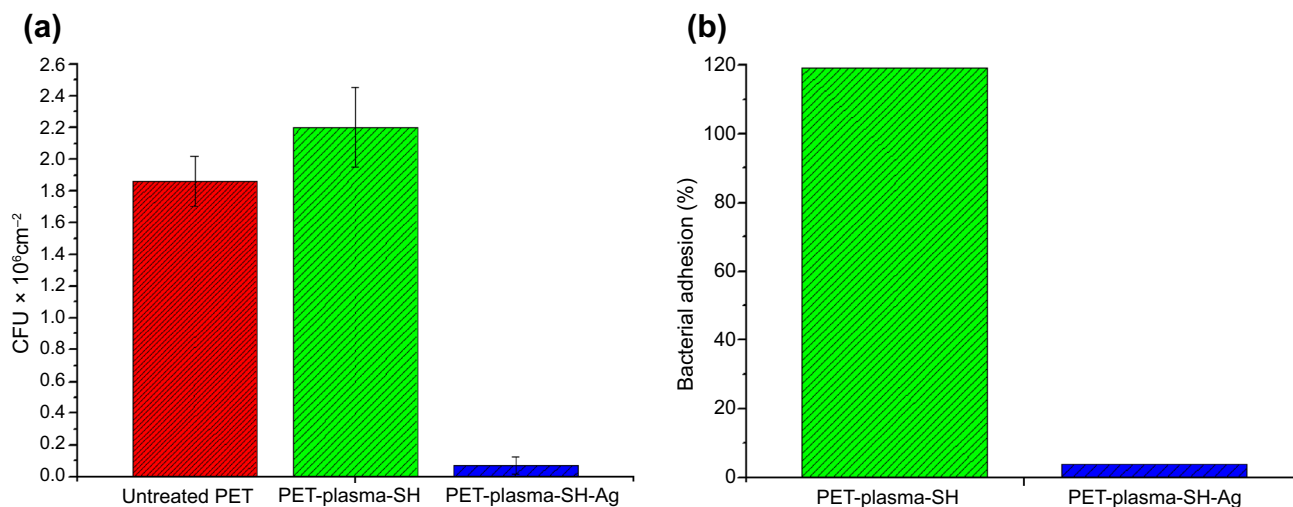 (a)
CFU × 10⁶cm⁻²
2.6
2.4
2.2
2.0
1.8
1.6
1.4
1.2
1.0
0.8
0.6
0.4
0.2
0.0
Untreated PET
PET-plasma-SH
PET-plasma-SH-Ag
(b)
Bacterial adhesion (%)
120
100
80
60
40
20
0
PET-plasma-SH
PET-plasma-SH-Ag